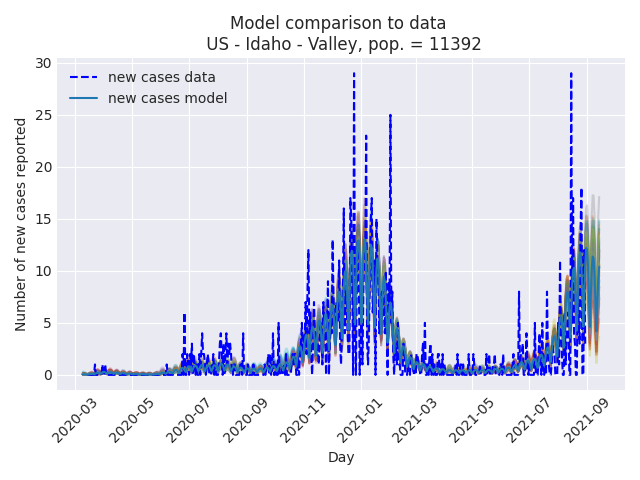 Model comparison to data
US - Idaho - Valley, pop. = 11392
new cases data
new cases model
Number of new cases reported
30
25
20
15
10
5
0
2020-03
2020-05
2020-07
2020-09
2020-11
2021-01
2021-03
2021-05
2021-07
2021-09
Day